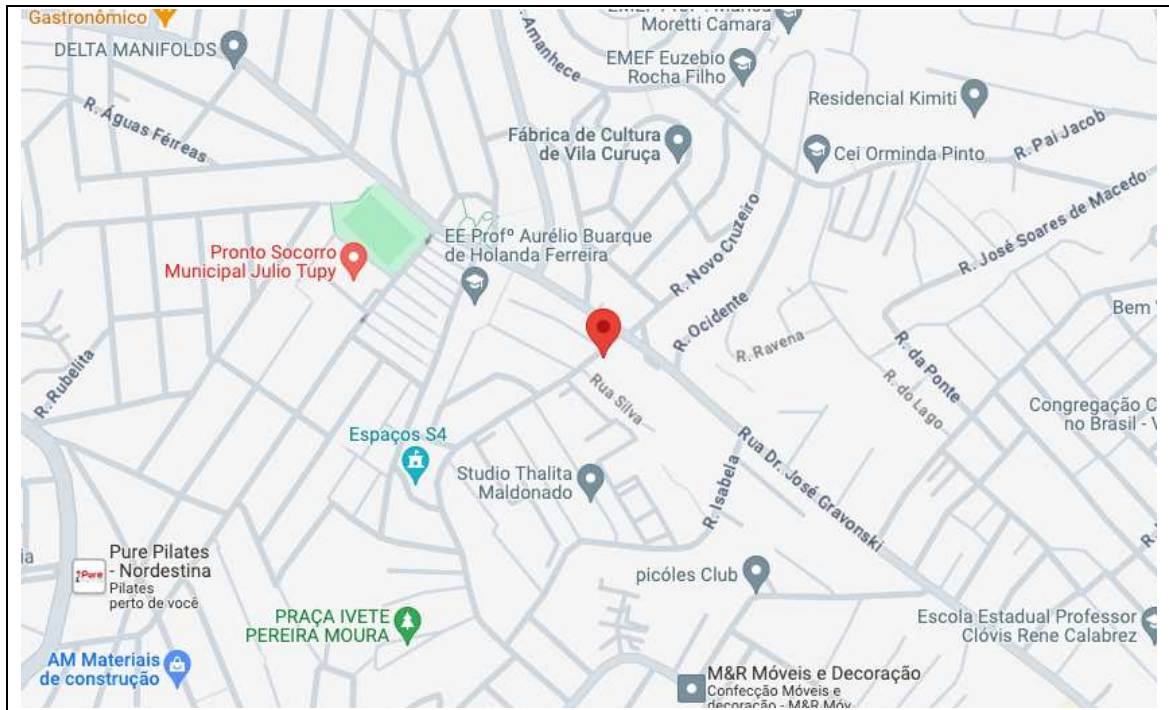 Gastronômico
DELTA MANIFOLDS
R. Águas Férreas
Amanhece
Moretti Camara
EMEF Euzebio
Rocha Filho
Residencial Kimiti
Fábrica de Cultura
de Vila Curuça
Cei Orminda Pinto
R. Pai Jacob
R. José Soares de Macedo
R. Novo Cruzeiro
EE Profº Aurélio Buarque
de Holanda Ferreira
Pronto Socorro
Municipal Julio Tupy
R. Ocidente
R. Ravena
Bem
R. da Ponte
R. do Lago
R. Rubelita
Rua Silva
Congregação C
no Brasil - V
Espaços S4
Studio Thalita
Maldonado
R. Isabela
Rua Dr. José Gravonski
Pure
Pure Pilates
- Nordestina
Pilates
perto de você
picóles Club
PRAÇA IVETE
PEREIRA MOURA
Escola Estadual Professor
Clóvis Rene Calabrez
AM Materiais
de construção
M&R Móveis e Decoração
Confecção Móveis e
decoração - M&R Móv